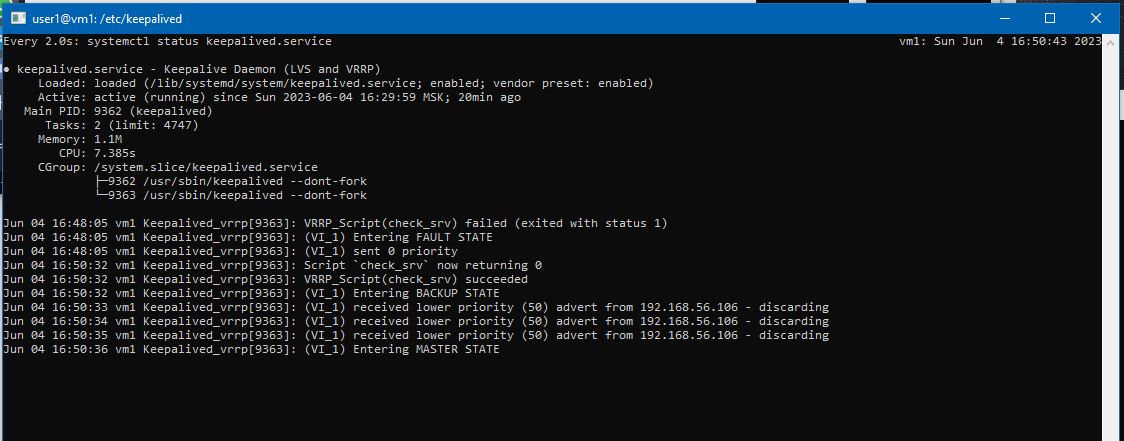 user1@vm1: /etc/keepalived
Every 2.0s: systemctl status keepalived.service vm1: Sun Jun  4 16:50:43 2023
● keepalived.service - Keepalive Daemon (LVS and VRRP)
Loaded: loaded (/lib/systemd/system/keepalived.service; enabled; vendor preset: enabled)
Active: active (running) since Sun 2023-06-04 16:29:59 MSK; 20min ago
Main PID: 9362 (keepalived)
Tasks: 2 (limit: 4747)
Memory: 1.1M
CPU: 7.385s
CGroup: /system.slice/keepalived.service
├─9362 /usr/sbin/keepalived --dont-fork
└─9363 /usr/sbin/keepalived --dont-fork
Jun 04 16:48:05 vm1 Keepalived_vrrp[9363]: VRRP_Script(check_srv) failed (exited with status 1)
Jun 04 16:48:05 vm1 Keepalived_vrrp[9363]: (VI_1) Entering FAULT STATE
Jun 04 16:48:05 vm1 Keepalived_vrrp[9363]: (VI_1) sent 0 priority
Jun 04 16:50:32 vm1 Keepalived_vrrp[9363]: Script `check_srv` now returning 0
Jun 04 16:50:32 vm1 Keepalived_vrrp[9363]: VRRP_Script(check_srv) succeeded
Jun 04 16:50:32 vm1 Keepalived_vrrp[9363]: (VI_1) Entering BACKUP STATE
Jun 04 16:50:33 vm1 Keepalived_vrrp[9363]: (VI_1) received lower priority (50) advert from 192.168.56.106 - discarding
Jun 04 16:50:34 vm1 Keepalived_vrrp[9363]: (VI_1) received lower priority (50) advert from 192.168.56.106 - discarding
Jun 04 16:50:35 vm1 Keepalived_vrrp[9363]: (VI_1) received lower priority (50) advert from 192.168.56.106 - discarding
Jun 04 16:50:36 vm1 Keepalived_vrrp[9363]: (VI_1) Entering MASTER STATE